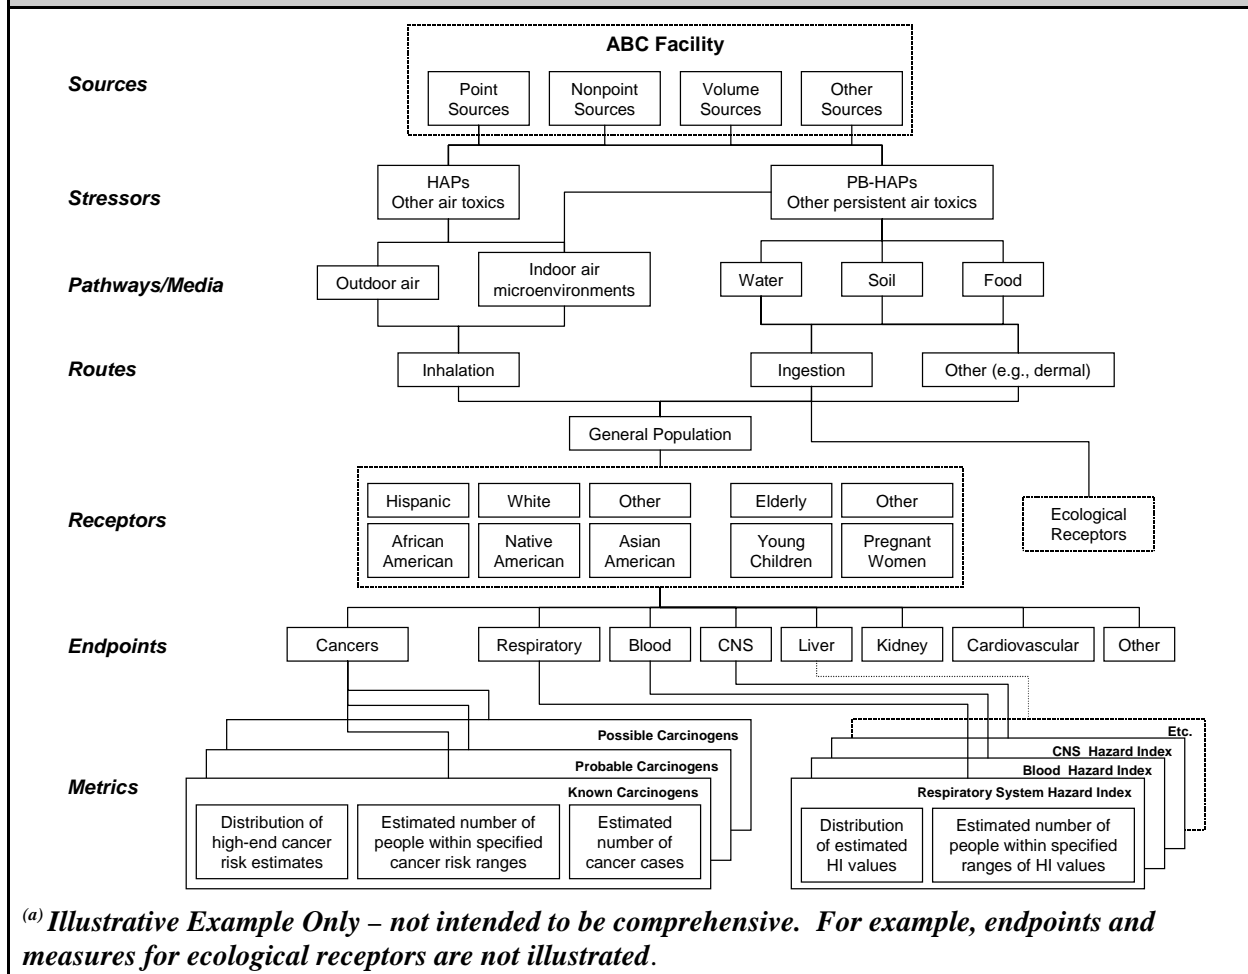 ABC Facility
Sources
Point
Sources
Nonpoint
Sources
Volume
Sources
Other
Sources
Stressors
HAPs
Other air toxics
PB-HAPs
Other persistent air toxics
Pathways/Media
Outdoor air
Indoor air
microenvironments
Water
Soil
Food
Routes
Inhalation
Ingestion
Other (e.g., dermal)
General Population
Receptors
Hispanic
White
Other
Elderly
Other
African
American
Native
American
Asian
American
Young
Children
Pregnant
Women
Ecological
Receptors
Endpoints
Cancers
Respiratory
Blood
CNS
Liver
Kidney
Cardiovascular
Other
Metrics
Possible Carcinogens
Probable Carcinogens
Known Carcinogens
Distribution of
high-end cancer
risk estimates
Estimated number of
people within specified
cancer risk ranges
Estimated
number of
cancer cases
Etc.
CNS Hazard Index
Blood Hazard Index
Respiratory System Hazard Index
Distribution
of estimated
HI values
Estimated number of
people within specified
ranges of HI values
(a) Illustrative Example Only – not intended to be comprehensive. For example, endpoints and
measures for ecological receptors are not illustrated.